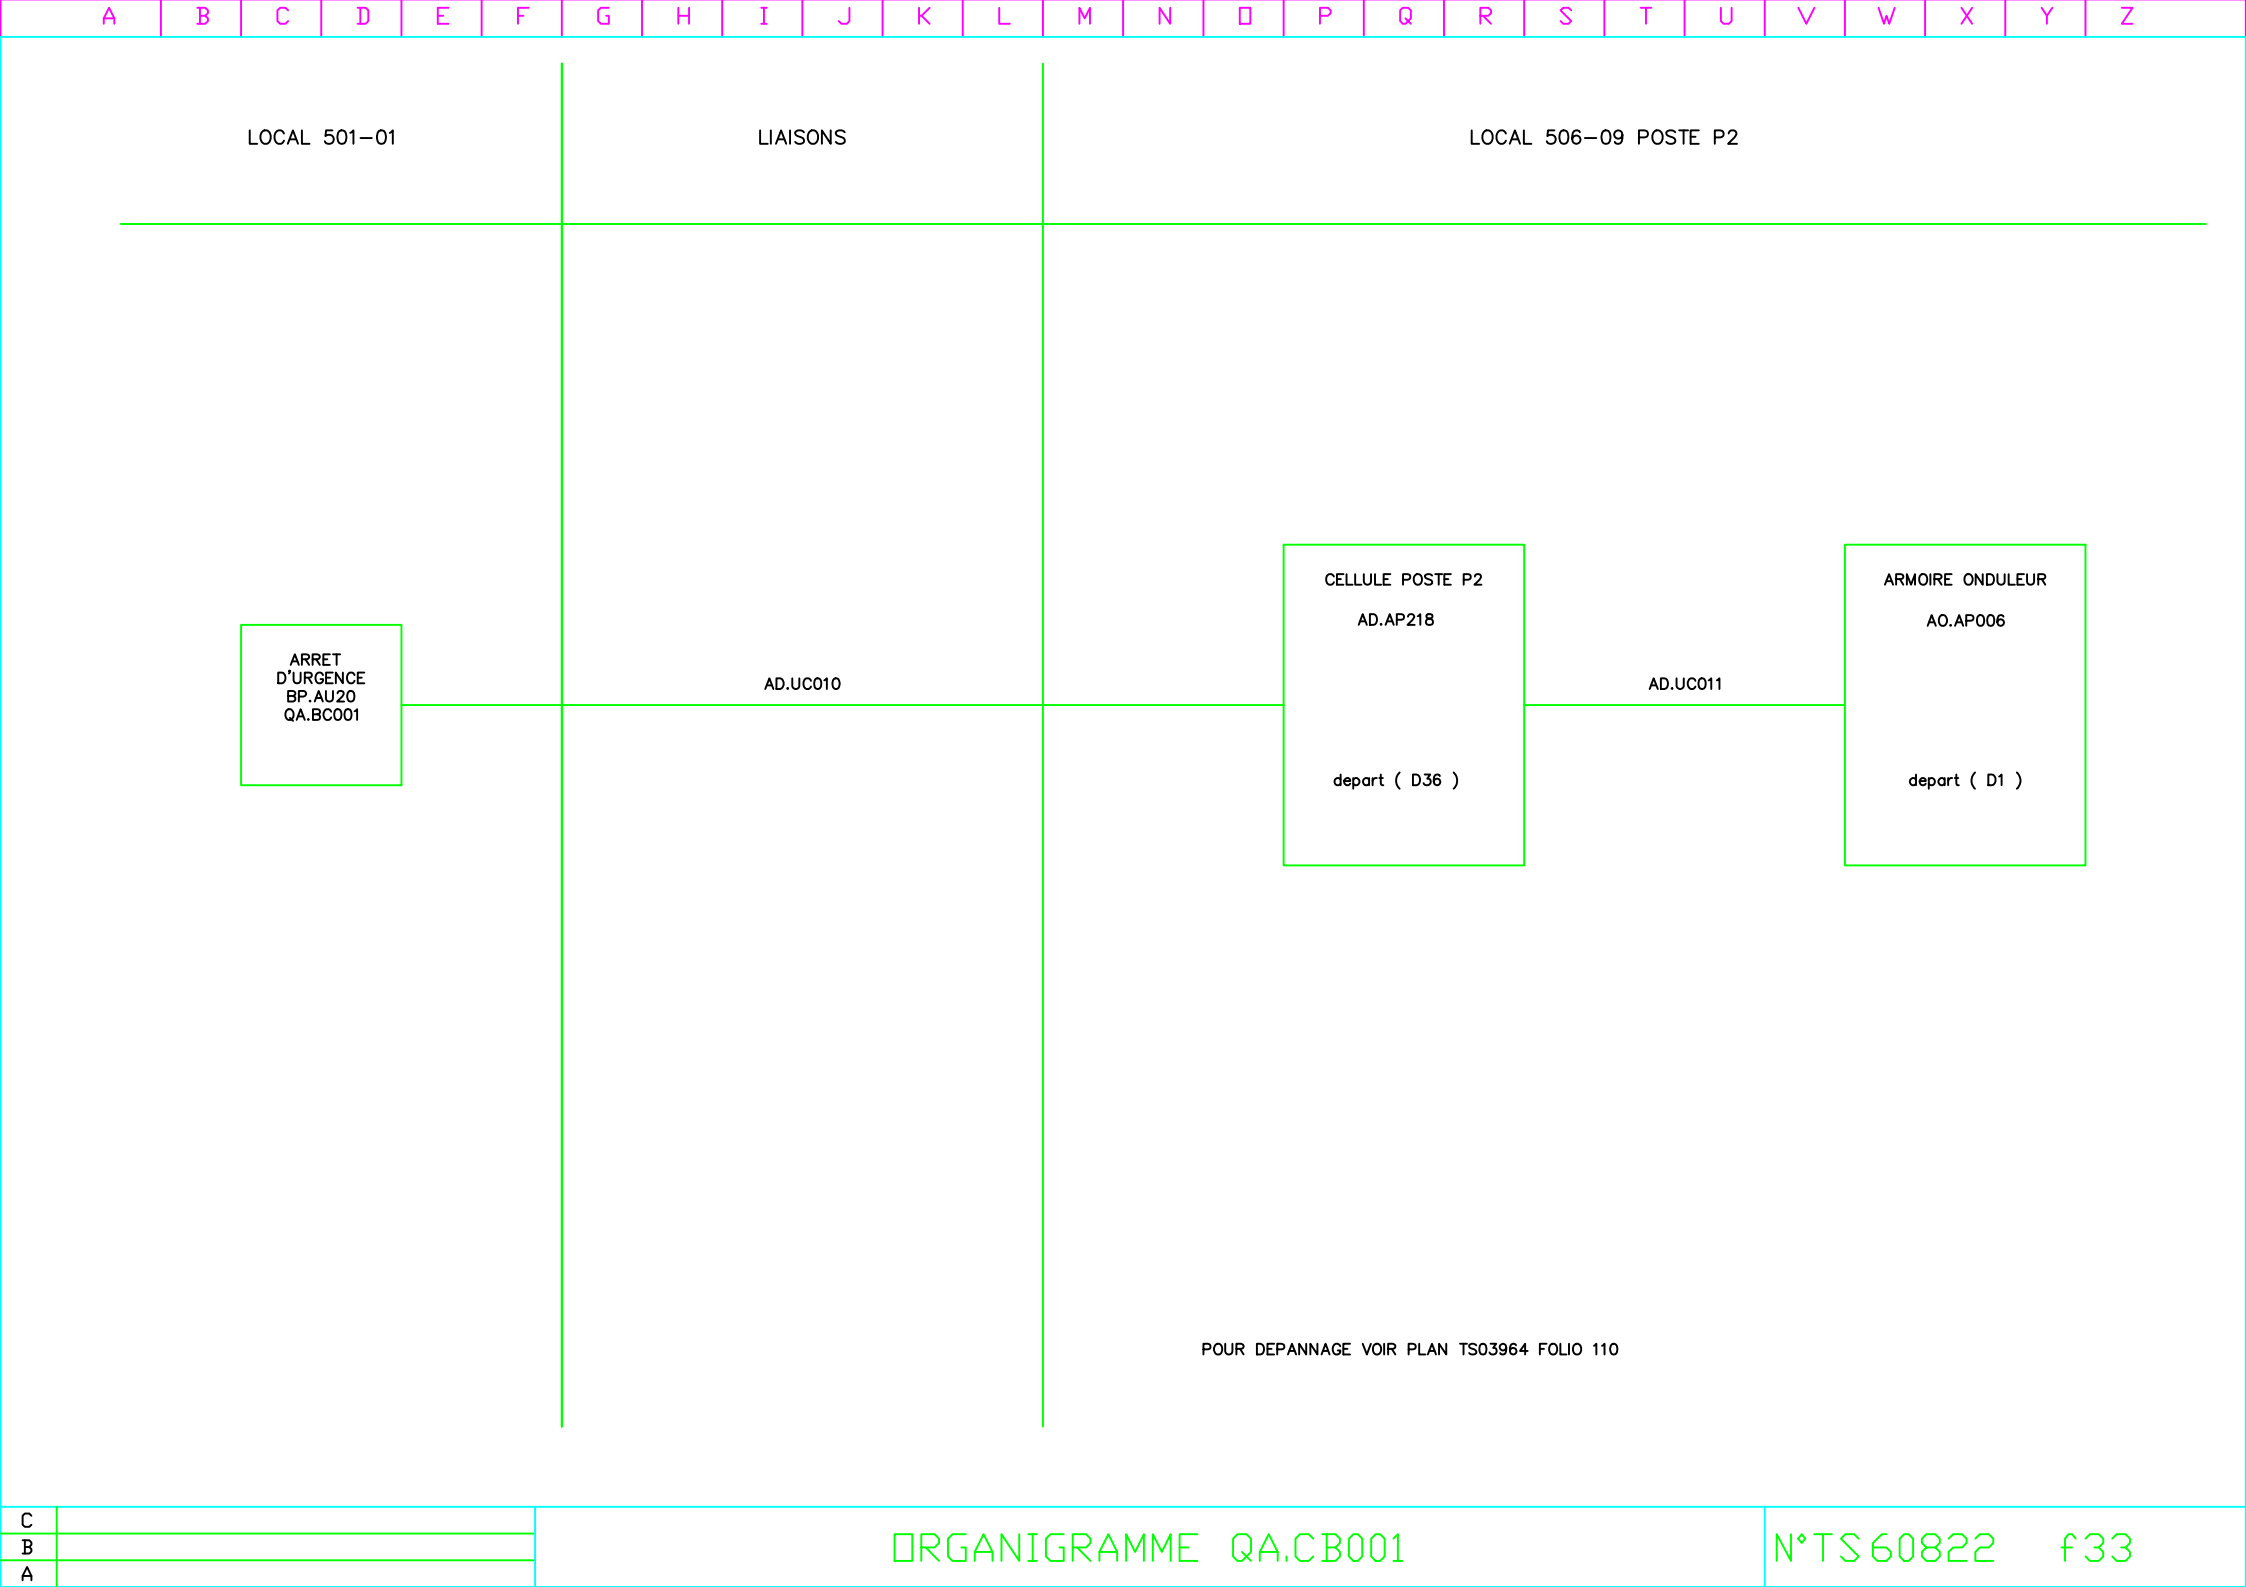 A B C D E F G H I J K L M N O P Q R S T U V W X Y Z
LOCAL 501-01
LIAISONS
LOCAL 506-09 POSTE P2
ARRET
D'URGENCE
BP.AU20
QA.BC001
AD.UC010
CELLULE POSTE P2
AD.AP218
depart ( D36 )
AD.UC011
ARMOIRE ONDULEUR
AO.AP006
depart ( D1 )
POUR DEPANNAGE VOIR PLAN TS03964 FOLIO 110
C
B
A
ORGANIGRAMME QA.CB001
N°TS60822 f33